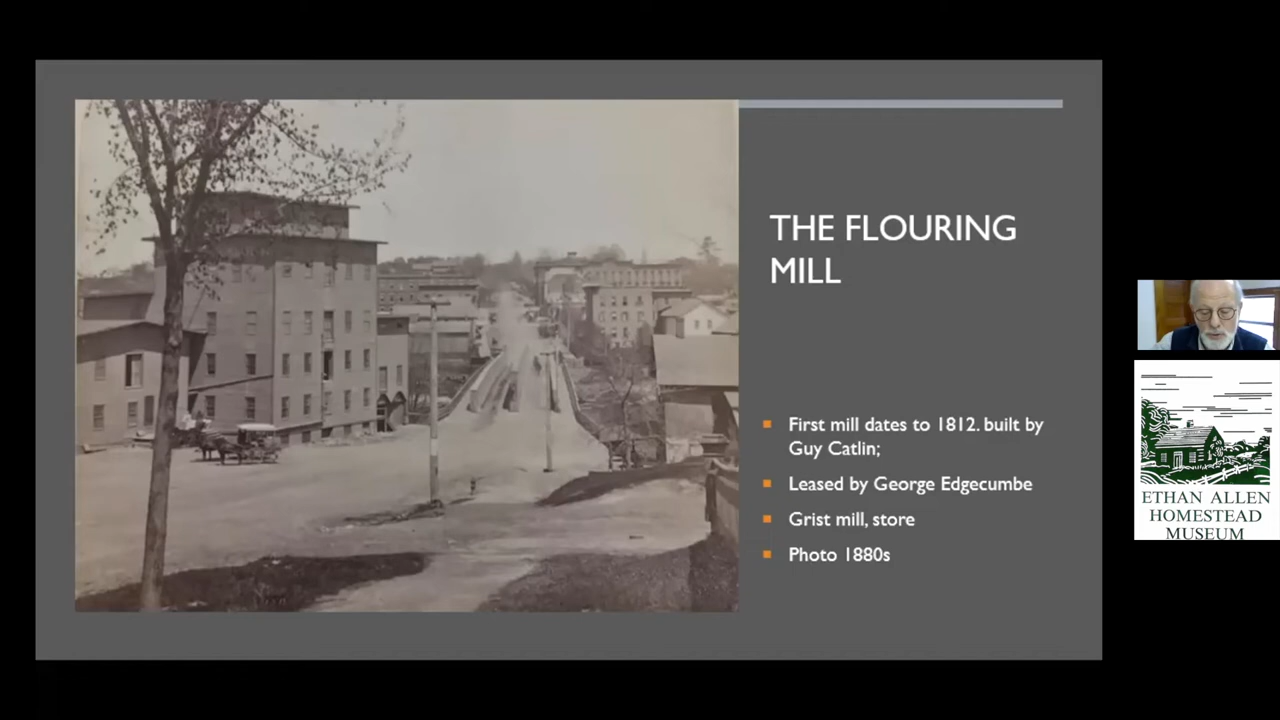 THE FLOURING
MILL
First mill dates to 1812. built by
Guy Catlin;
Leased by George Edgecumbe
Grist mill, store
Photo 1880s
ETHAN ALLEN
HOMESTEAD
MUSEUM